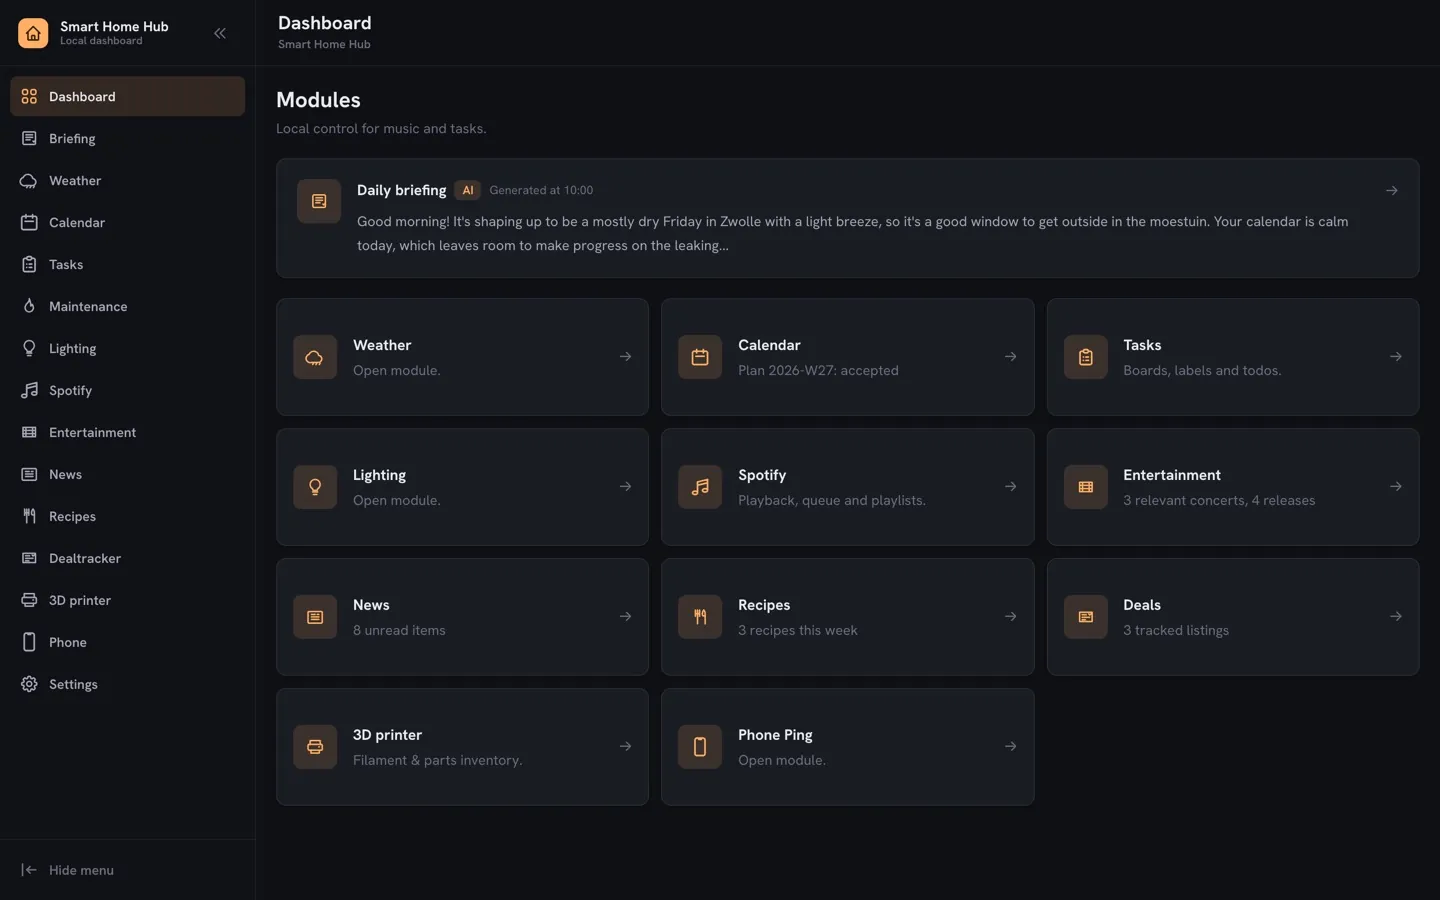 Smart Home Hub
Local dashboard
Dashboard
Briefing
Weather
Calendar
Tasks
Maintenance
Lighting
Spotify
Entertainment
News
Recipes
Dealtracker
3D printer
Phone
Settings
Hide menu
Dashboard
Smart Home Hub
Modules
Local control for music and tasks.
Daily briefing AI Generated at 10:00
Good morning! It's shaping up to be a mostly dry Friday in Zwolle with a light breeze, so it's a good window to get outside in the moestuin. Your calendar is calm
today, which leaves room to make progress on the leaking...
Weather
Open module.
Calendar
Plan 2026-W27: accepted
Tasks
Boards, labels and todos.
Lighting
Open module.
Spotify
Playback, queue and playlists.
Entertainment
3 relevant concerts, 4 releases
News
8 unread items
Recipes
3 recipes this week
Deals
3 tracked listings
3D printer
Filament & parts inventory.
Phone Ping
Open module.